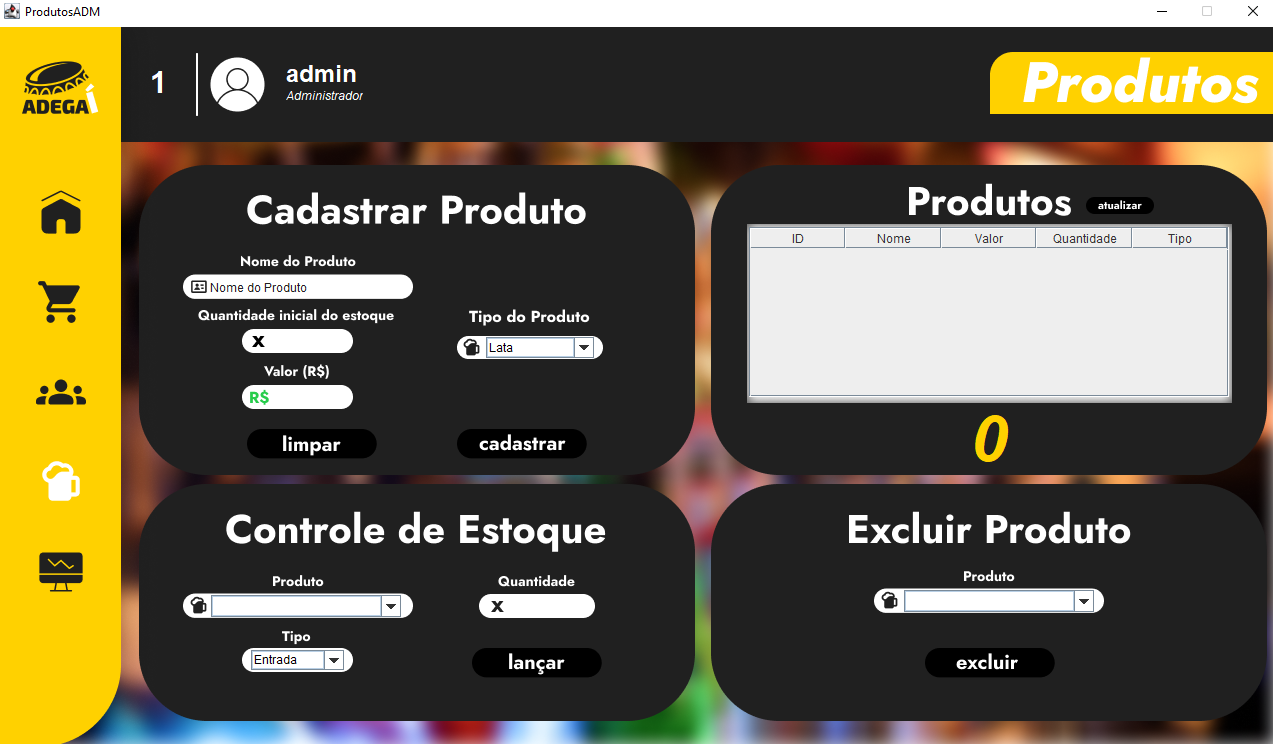 ProdutosADM
ADEGAÍ
1
admin
Administrador
Produtos
Cadastrar Produto
Nome do Produto
Nome do Produto
Quantidade inicial do estoque
X
Tipo do Produto
Lata
Valor (R$)
R$
limpar
cadastrar
Produtos
atualizar
ID Nome Valor Quantidade Tipo
0
Controle de Estoque
Produto
Quantidade
X
Tipo
Entrada
lançar
Excluir Produto
Produto
excluir